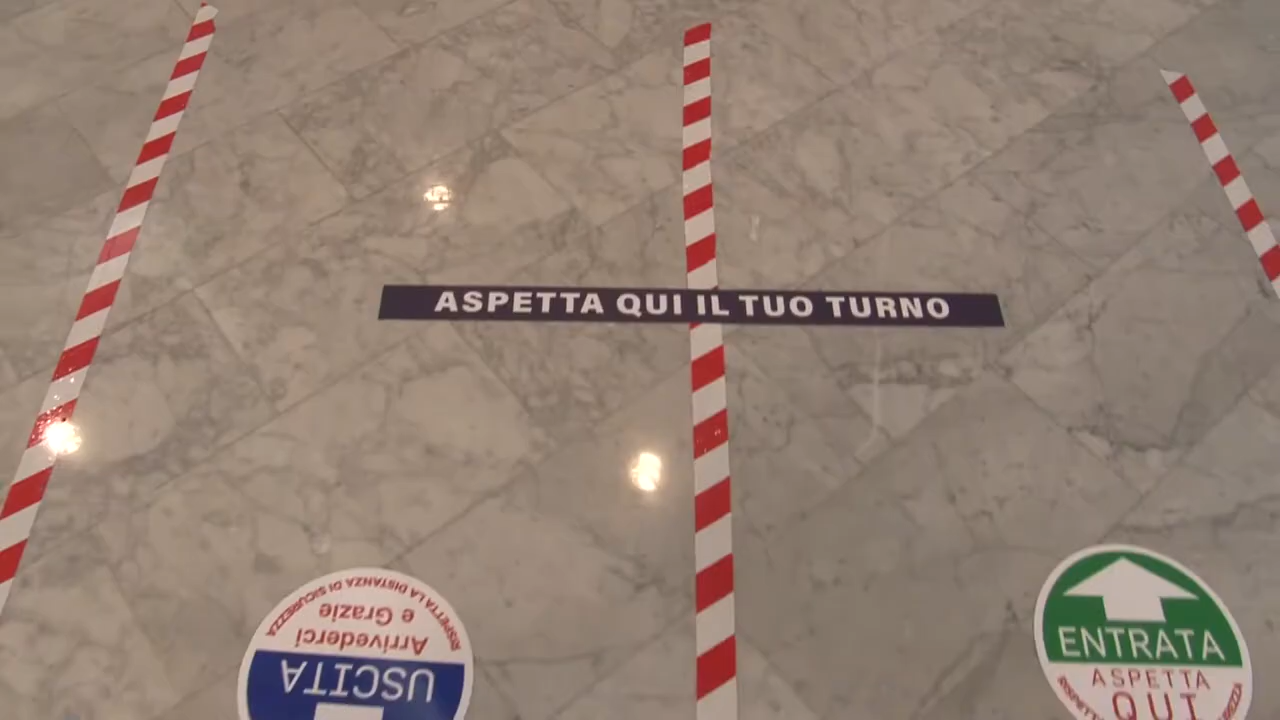 ASPETTA QUI IL TUO TURNO
USCITA
Arrivederci
e Grazie
RISPETTA LA DISTANZA DI SICUREZZA
ENTRATA
ASPETTA
QUI